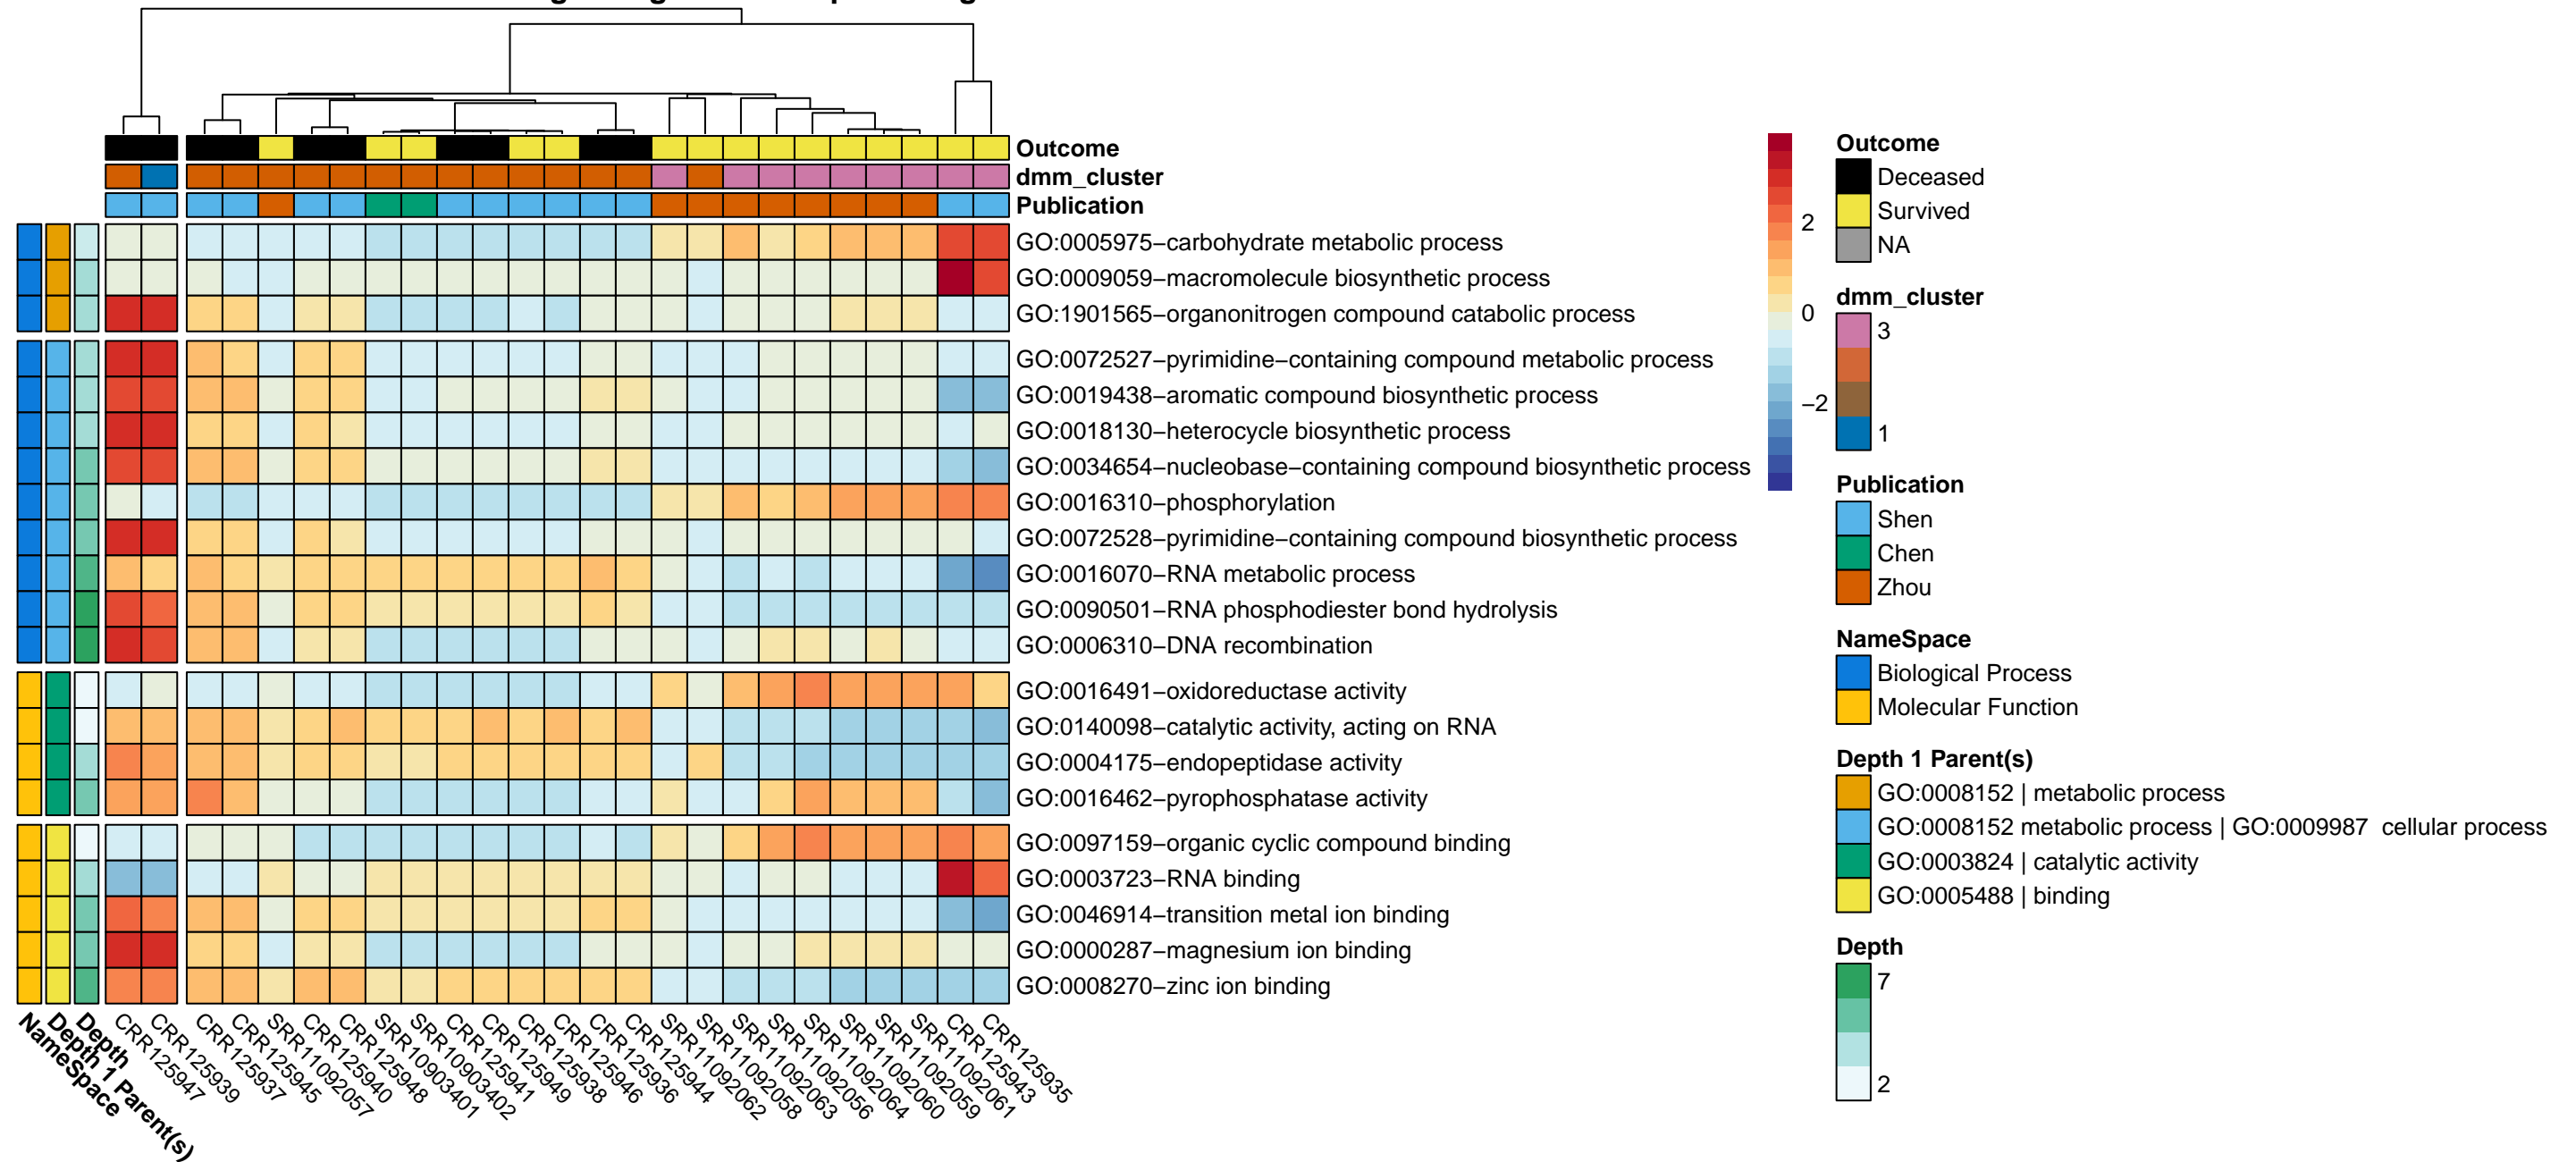 Outcome
dmm_cluster
Publication
GO:0005975−carbohydrate metabolic process
GO:0009059−macromolecule biosynthetic process
GO:1901565−organonitrogen compound catabolic process
GO:0072527−pyrimidine−containing compound metabolic process
GO:0019438−aromatic compound biosynthetic process
GO:0018130−heterocycle biosynthetic process
GO:0034654−nucleobase−containing compound biosynthetic process
GO:0016310−phosphorylation
GO:0072528−pyrimidine−containing compound biosynthetic process
GO:0016070−RNA metabolic process
GO:0090501−RNA phosphodiester bond hydrolysis
GO:0006310−DNA recombination
GO:0016491−oxidoreductase activity
GO:0140098−catalytic activity, acting on RNA
GO:0004175−endopeptidase activity
GO:0016462−pyrophosphatase activity
GO:0097159−organic cyclic compound binding
GO:0003723−RNA binding
GO:0046914−transition metal ion binding
GO:0000287−magnesium ion binding
GO:0008270−zinc ion binding
NameSpace
Depth 1 Parent(s)
Depth
CRR125947
CRR125939
CRR125937
CRR125945
SRR11092057
CRR125940
CRR125948
SRR10903401
SRR10903402
CRR125941
CRR125949
CRR125938
CRR125946
CRR125936
CRR125944
SRR11092062
SRR11092058
SRR11092063
SRR11092056
SRR11092064
SRR11092060
SRR11092059
SRR11092061
CRR125943
CRR125935
2
0
−2
Outcome
Deceased
Survived
NA
dmm_cluster
3
1
Publication
Shen
Chen
Zhou
NameSpace
Biological Process
Molecular Function
Depth 1 Parent(s)
GO:0008152 | metabolic process
GO:0008152 metabolic process | GO:0009987  cellular process
GO:0003824 | catalytic activity
GO:0005488 | binding
Depth
7
2